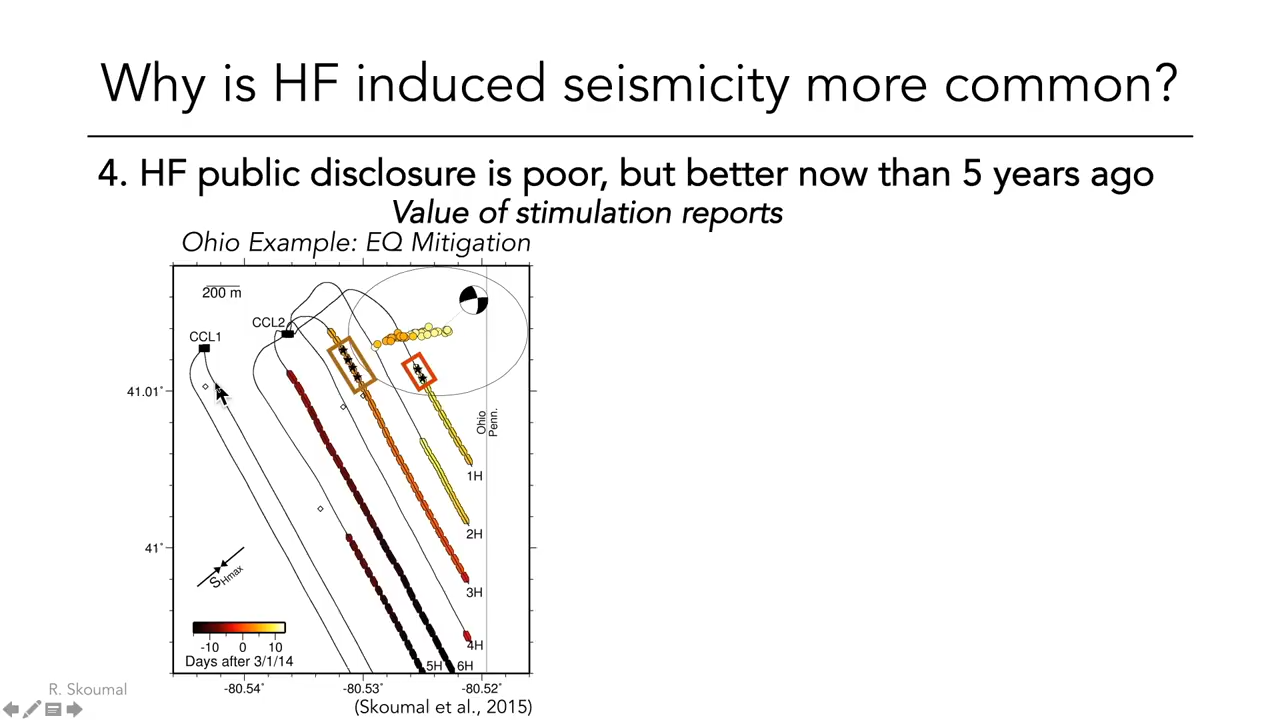 Why is HF induced seismicity more common?
4. HF public disclosure is poor, but better now than 5 years ago
Value of stimulation reports
Ohio Example: EQ Mitigation
200 m
CCL2
CCL1
41.01°
Ohio
Penn.
1H
2H
41°
SHmax
3H
4H
5H
6H
-10 0 10
Days after 3/1/14
-80.54° -80.53° -80.52°
R. Skoumal
(Skoumal et al., 2015)